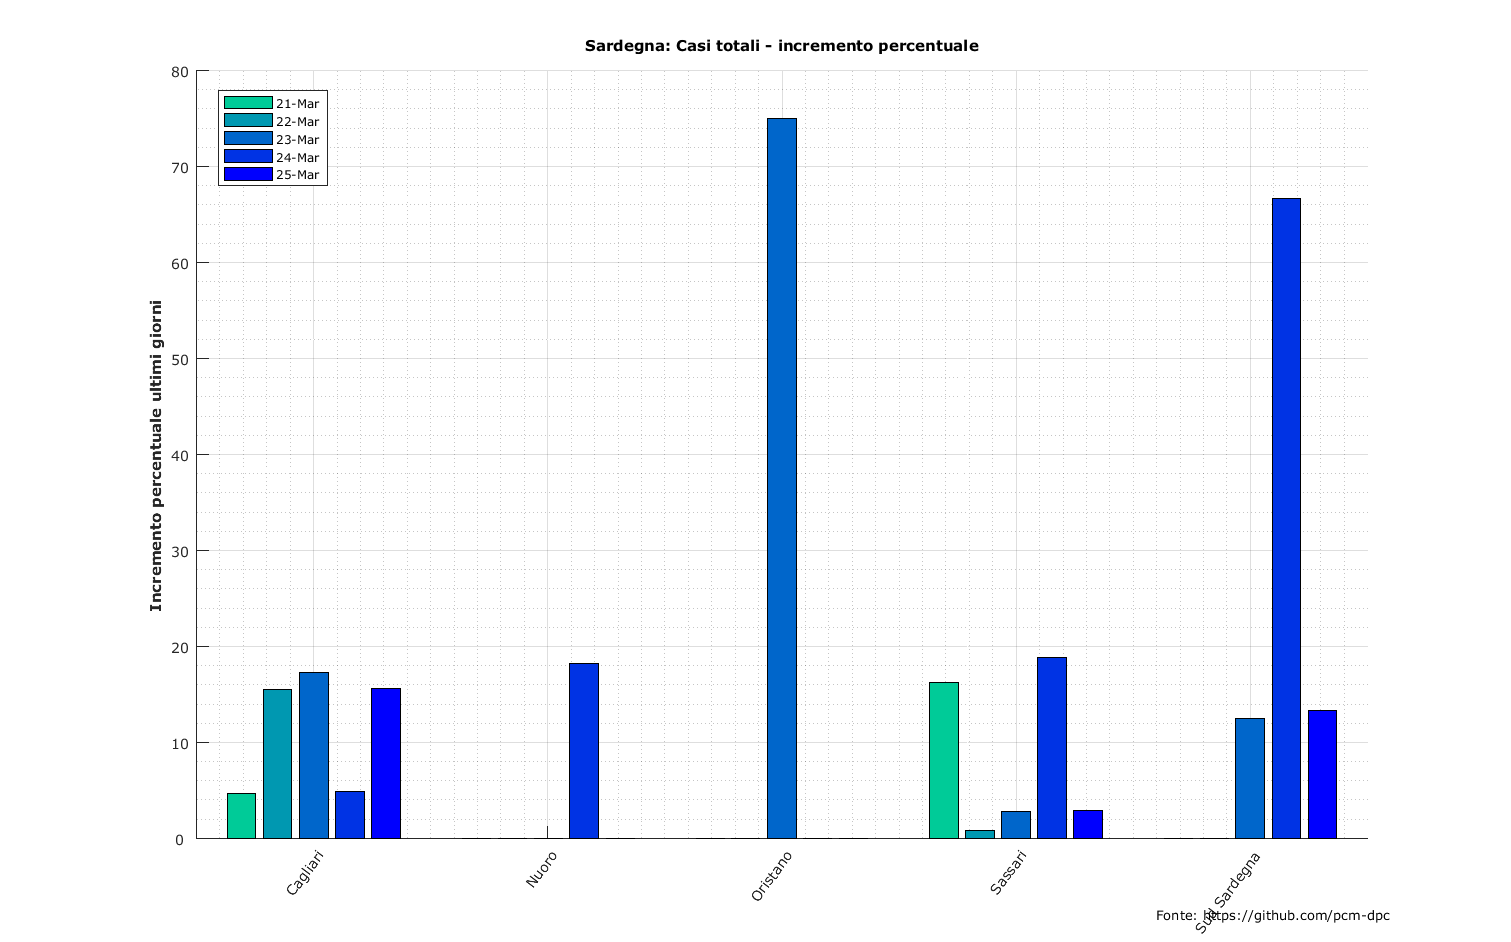 Sardegna: Casi totali - incremento percentuale
80
70
60
50
40
30
20
10
0
Incremento percentuale ultimi giorni
21-Mar
22-Mar
23-Mar
24-Mar
25-Mar
Cagliari
Nuoro
Oristano
Sassari
Sud Sardegna
Fonte: https://github.com/pcm-dpc